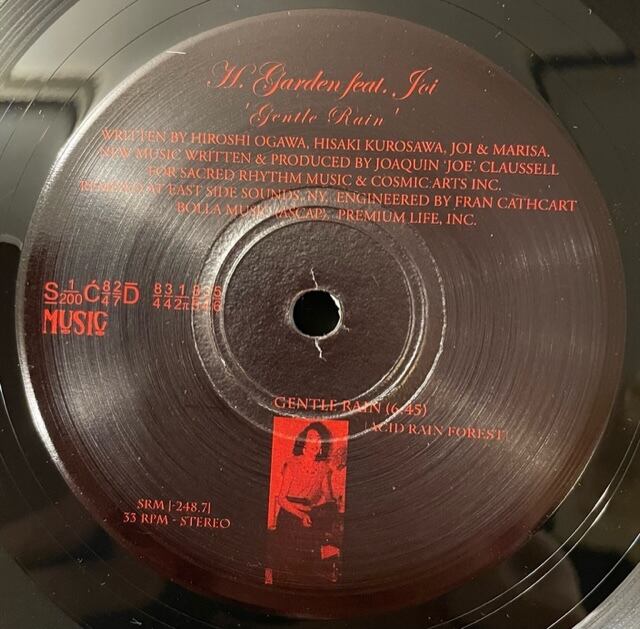 H. Garden feat. Joi
'Gentle Rain'
WRITTEN BY HIROSHI OGAWA, HISAKI KUROSAWA, JOI & MARISA.
NEW MUSIC WRITTEN & PRODUCED BY JOAQUIN 'JOE' CLAUSSELL
FOR SACRED RHYTHM MUSIC & COSMIC ARTS INC.
REMIXED AT EAST SIDE SOUNDS, NY. ENGINEERED BY FRAN CATHCART
BOLLA MUSIC (ASCAP). PREMIUM LIFE, INC.
MUSIC
GENTLE RAIN (6:45)
[ACID RAIN FOREST]
SRM [-248.7]
33 RPM - STEREO